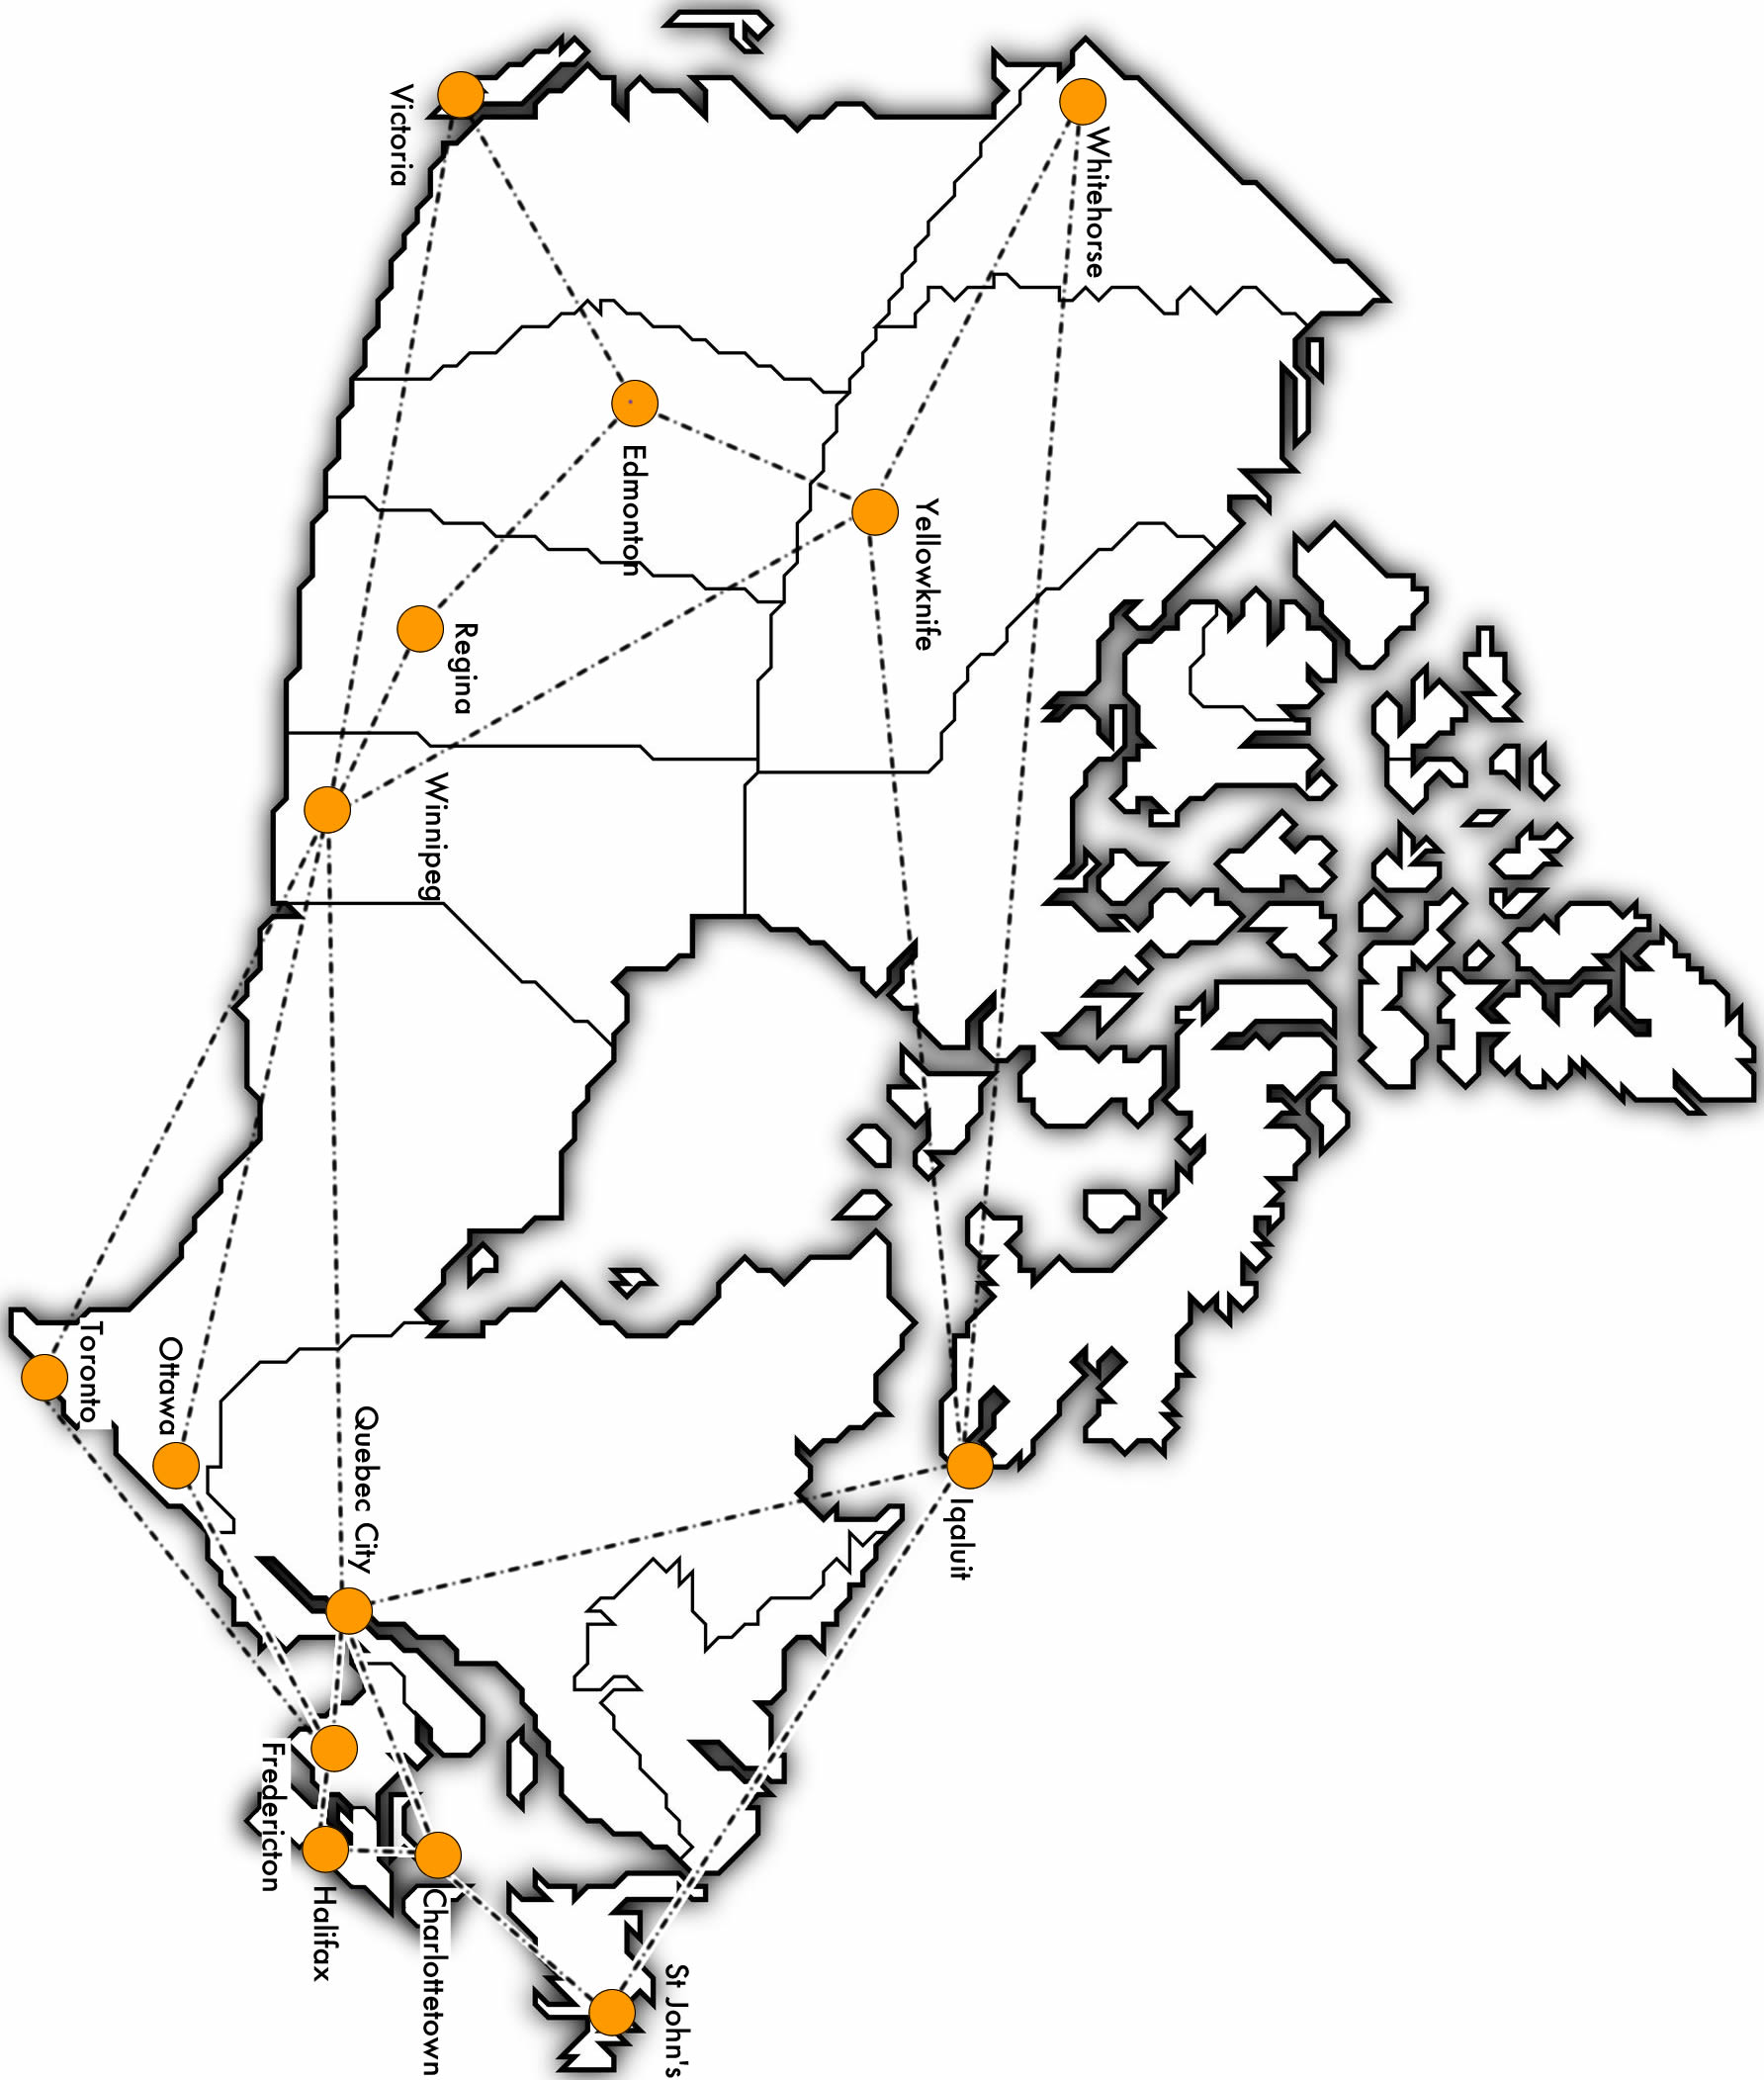 Whitehorse
Victoria
Yellowknife
Edmonton
Regina
Winnipeg
Iqaluit
Quebec City
Ottawa
Toronto
St John's
Charlottetown
Halifax
Fredericton